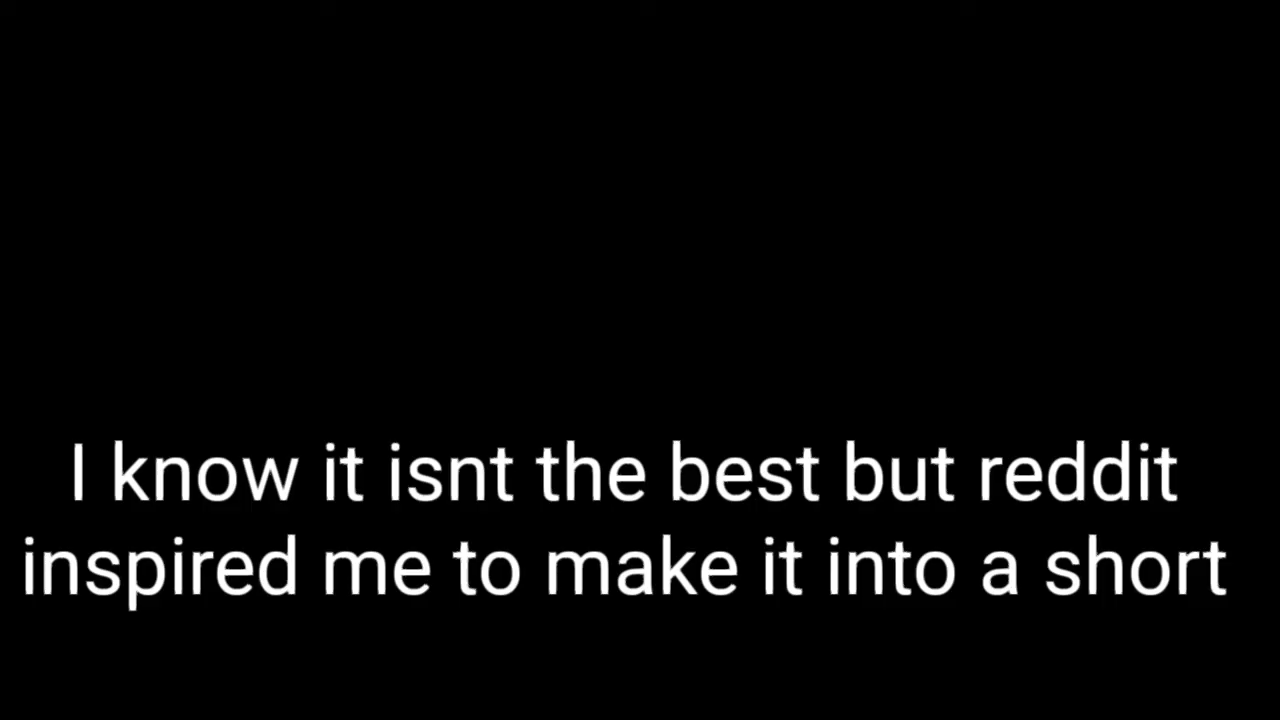 I know it isnt the best but reddit
inspired me to make it into a short